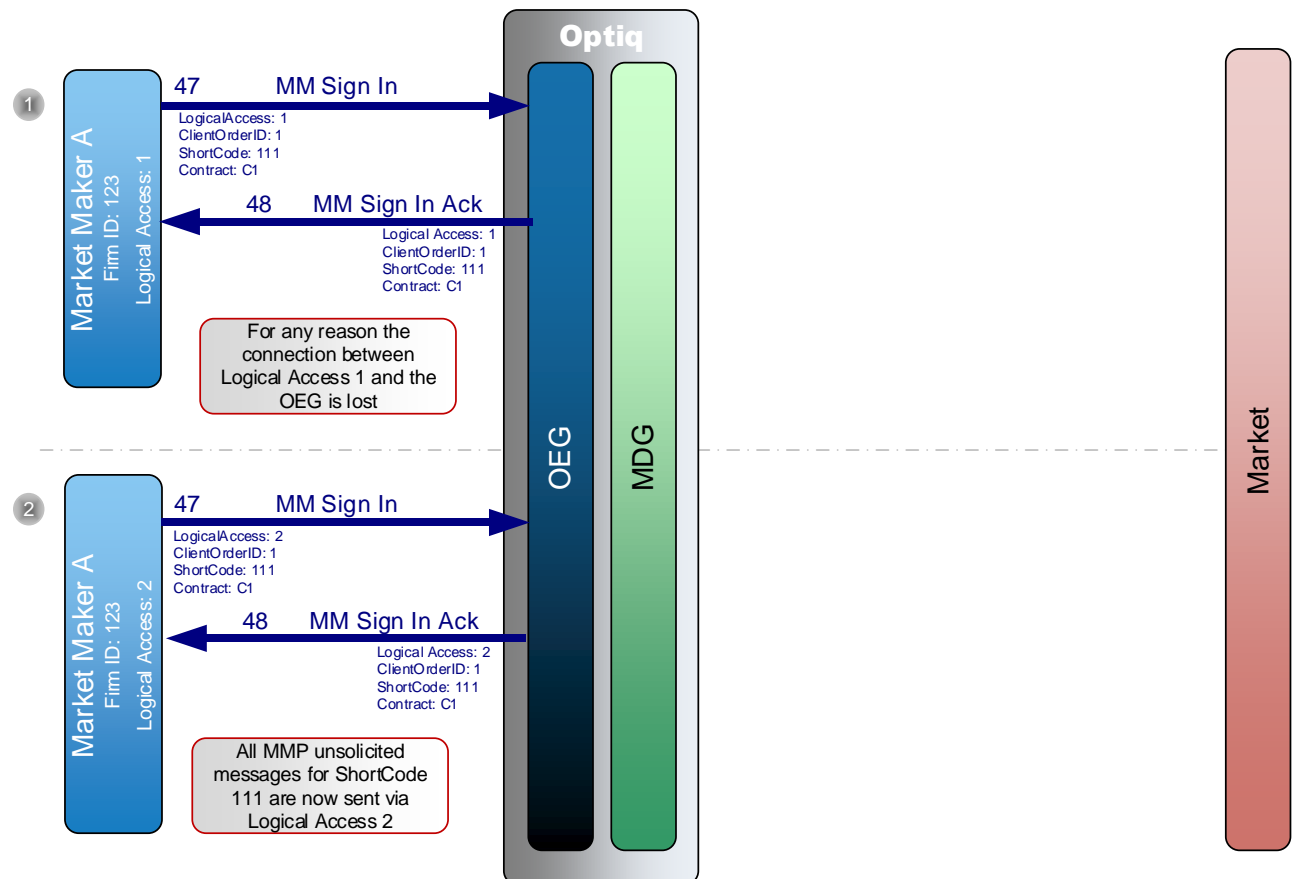 Optiq
1
Market Maker A
Firm ID: 123
Logical Access: 1
47 MM Sign In
LogicalAccess: 1
ClientOrderID: 1
ShortCode: 111
Contract: C1
48 MM Sign In Ack
Logical Access: 1
ClientOrderID: 1
ShortCode: 111
Contract: C1
For any reason the
connection between
Logical Access 1 and the
OEG is lost
OEG
MDG
Market
2
Market Maker A
Firm ID: 123
Logical Access: 2
47 MM Sign In
LogicalAccess: 2
ClientOrderID: 1
ShortCode: 111
Contract: C1
48 MM Sign In Ack
Logical Access: 2
ClientOrderID: 1
ShortCode: 111
Contract: C1
All MMP unsolicited
messages for ShortCode
111 are now sent via
Logical Access 2